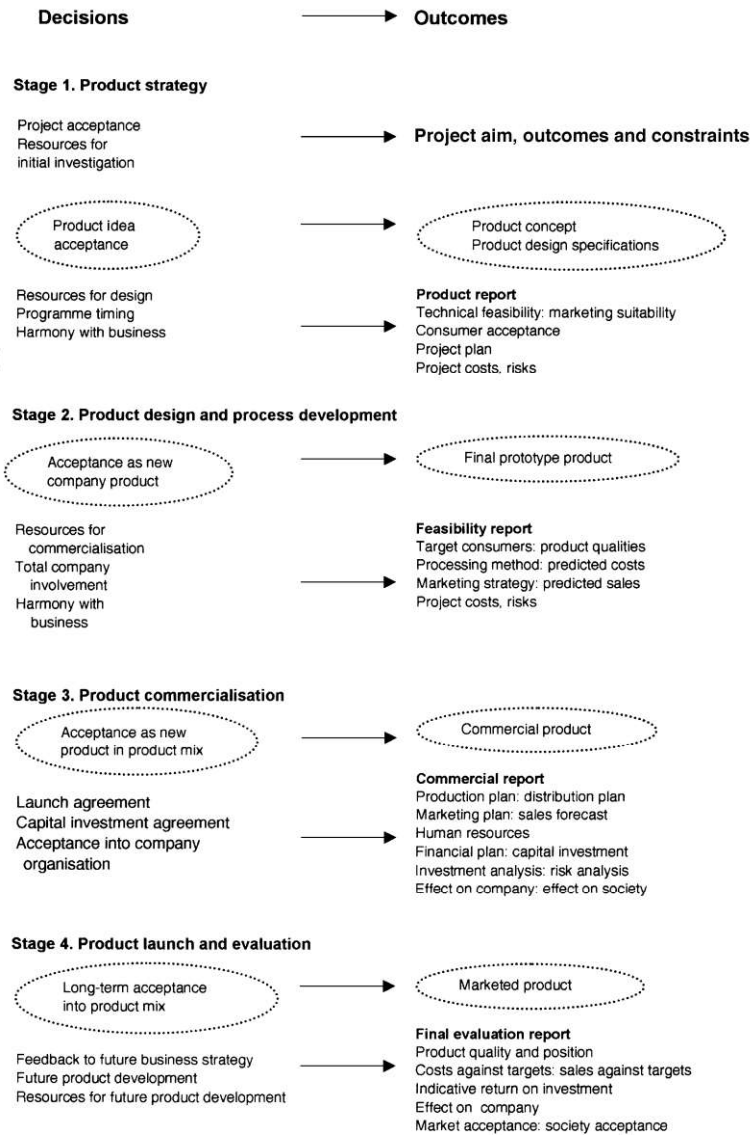 Decisions
Outcomes
Stage 1. Product strategy
Project acceptance
Resources for
initial investigation
Project aim, outcomes and constraints
Product idea
acceptance
Product concept
Product design specifications
Resources for design
Programme timing
Harmony with business
Product report
Technical feasibility: marketing suitability
Consumer acceptance
Project plan
Project costs, risks
Stage 2. Product design and process development
Acceptance as new
company product
Final prototype product
Resources for
commercialisation
Total company
involvement
Harmony with
business
Feasibility report
Target consumers: product qualities
Processing method: predicted costs
Marketing strategy: predicted sales
Project costs, risks
Stage 3. Product commercialisation
Acceptance as new
product in product mix
Commercial product
Launch agreement
Capital investment agreement
Acceptance into company
organisation
Commercial report
Production plan: distribution plan
Marketing plan: sales forecast
Human resources
Financial plan: capital investment
Investment analysis: risk analysis
Effect on company: effect on society
Stage 4. Product launch and evaluation
Long-term acceptance
into product mix
Marketed product
Feedback to future business strategy
Future product development
Resources for future product development
Final evaluation report
Product quality and position
Costs against targets: sales against targets
Indicative return on investment
Effect on company
Market acceptance: society acceptance